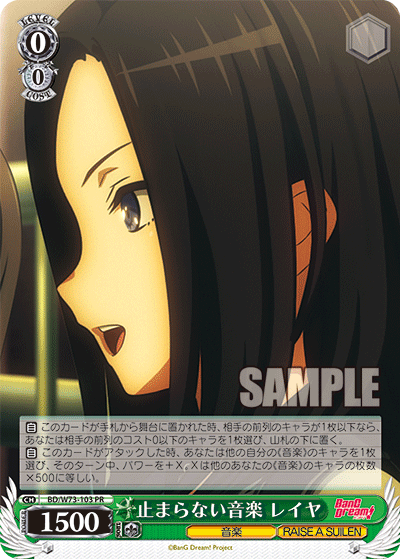 LEVEL
0
0
COST
SAMPLE
自 このカードが手札から舞台に置かれた時、相手の前列のキャラが1枚以下なら、
あなたは相手の前列のコスト0以下のキャラを1枚選び、山札の下に置く。
自 このカードがアタックした時、あなたは他の自分の《音楽》のキャラを1枚
選び、そのターン中、パワーを＋X。Xは他のあなたの《音楽》のキャラの枚
数×500に等しい。
CH BD/W73-103 PR
1500
止まらない音楽 レイヤ
BanG Dream!
音楽
RAISE A SUILEN
©BanG Dream! Project